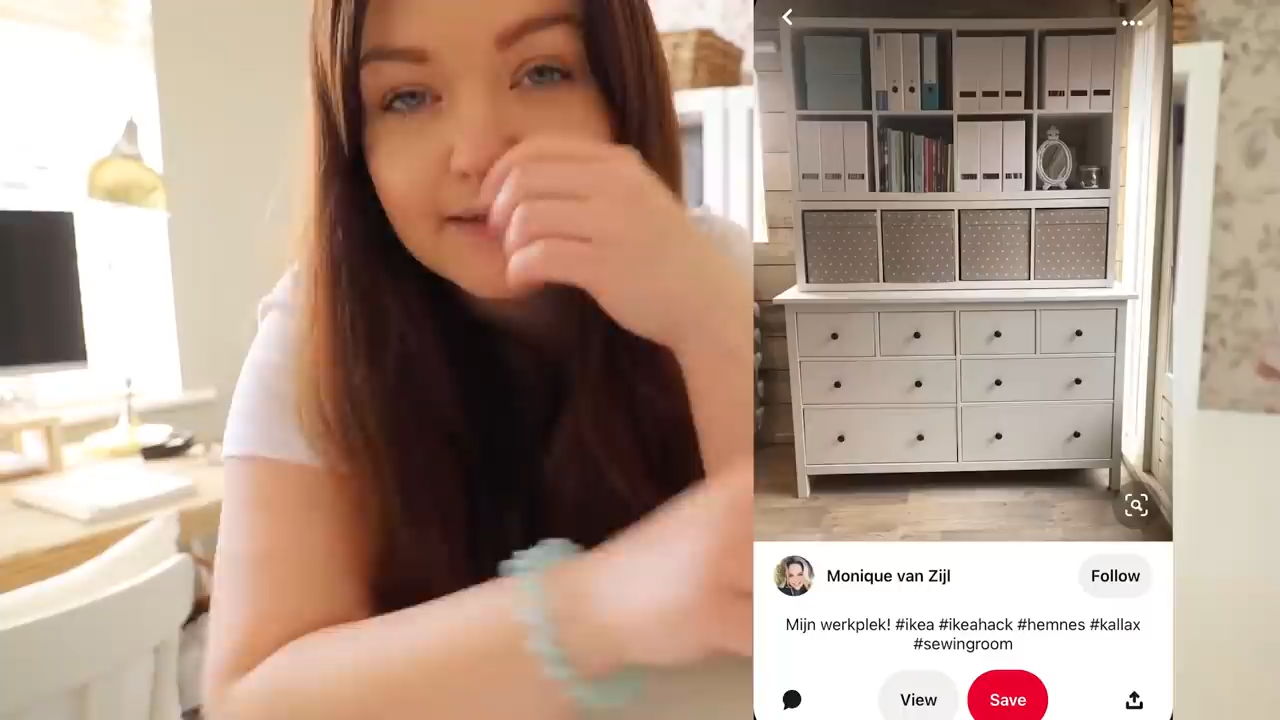 Monique van Zijl
Follow
Mijn werkplek! #ikea #ikeahack #hemnes #kallax
#sewingroom
View
Save